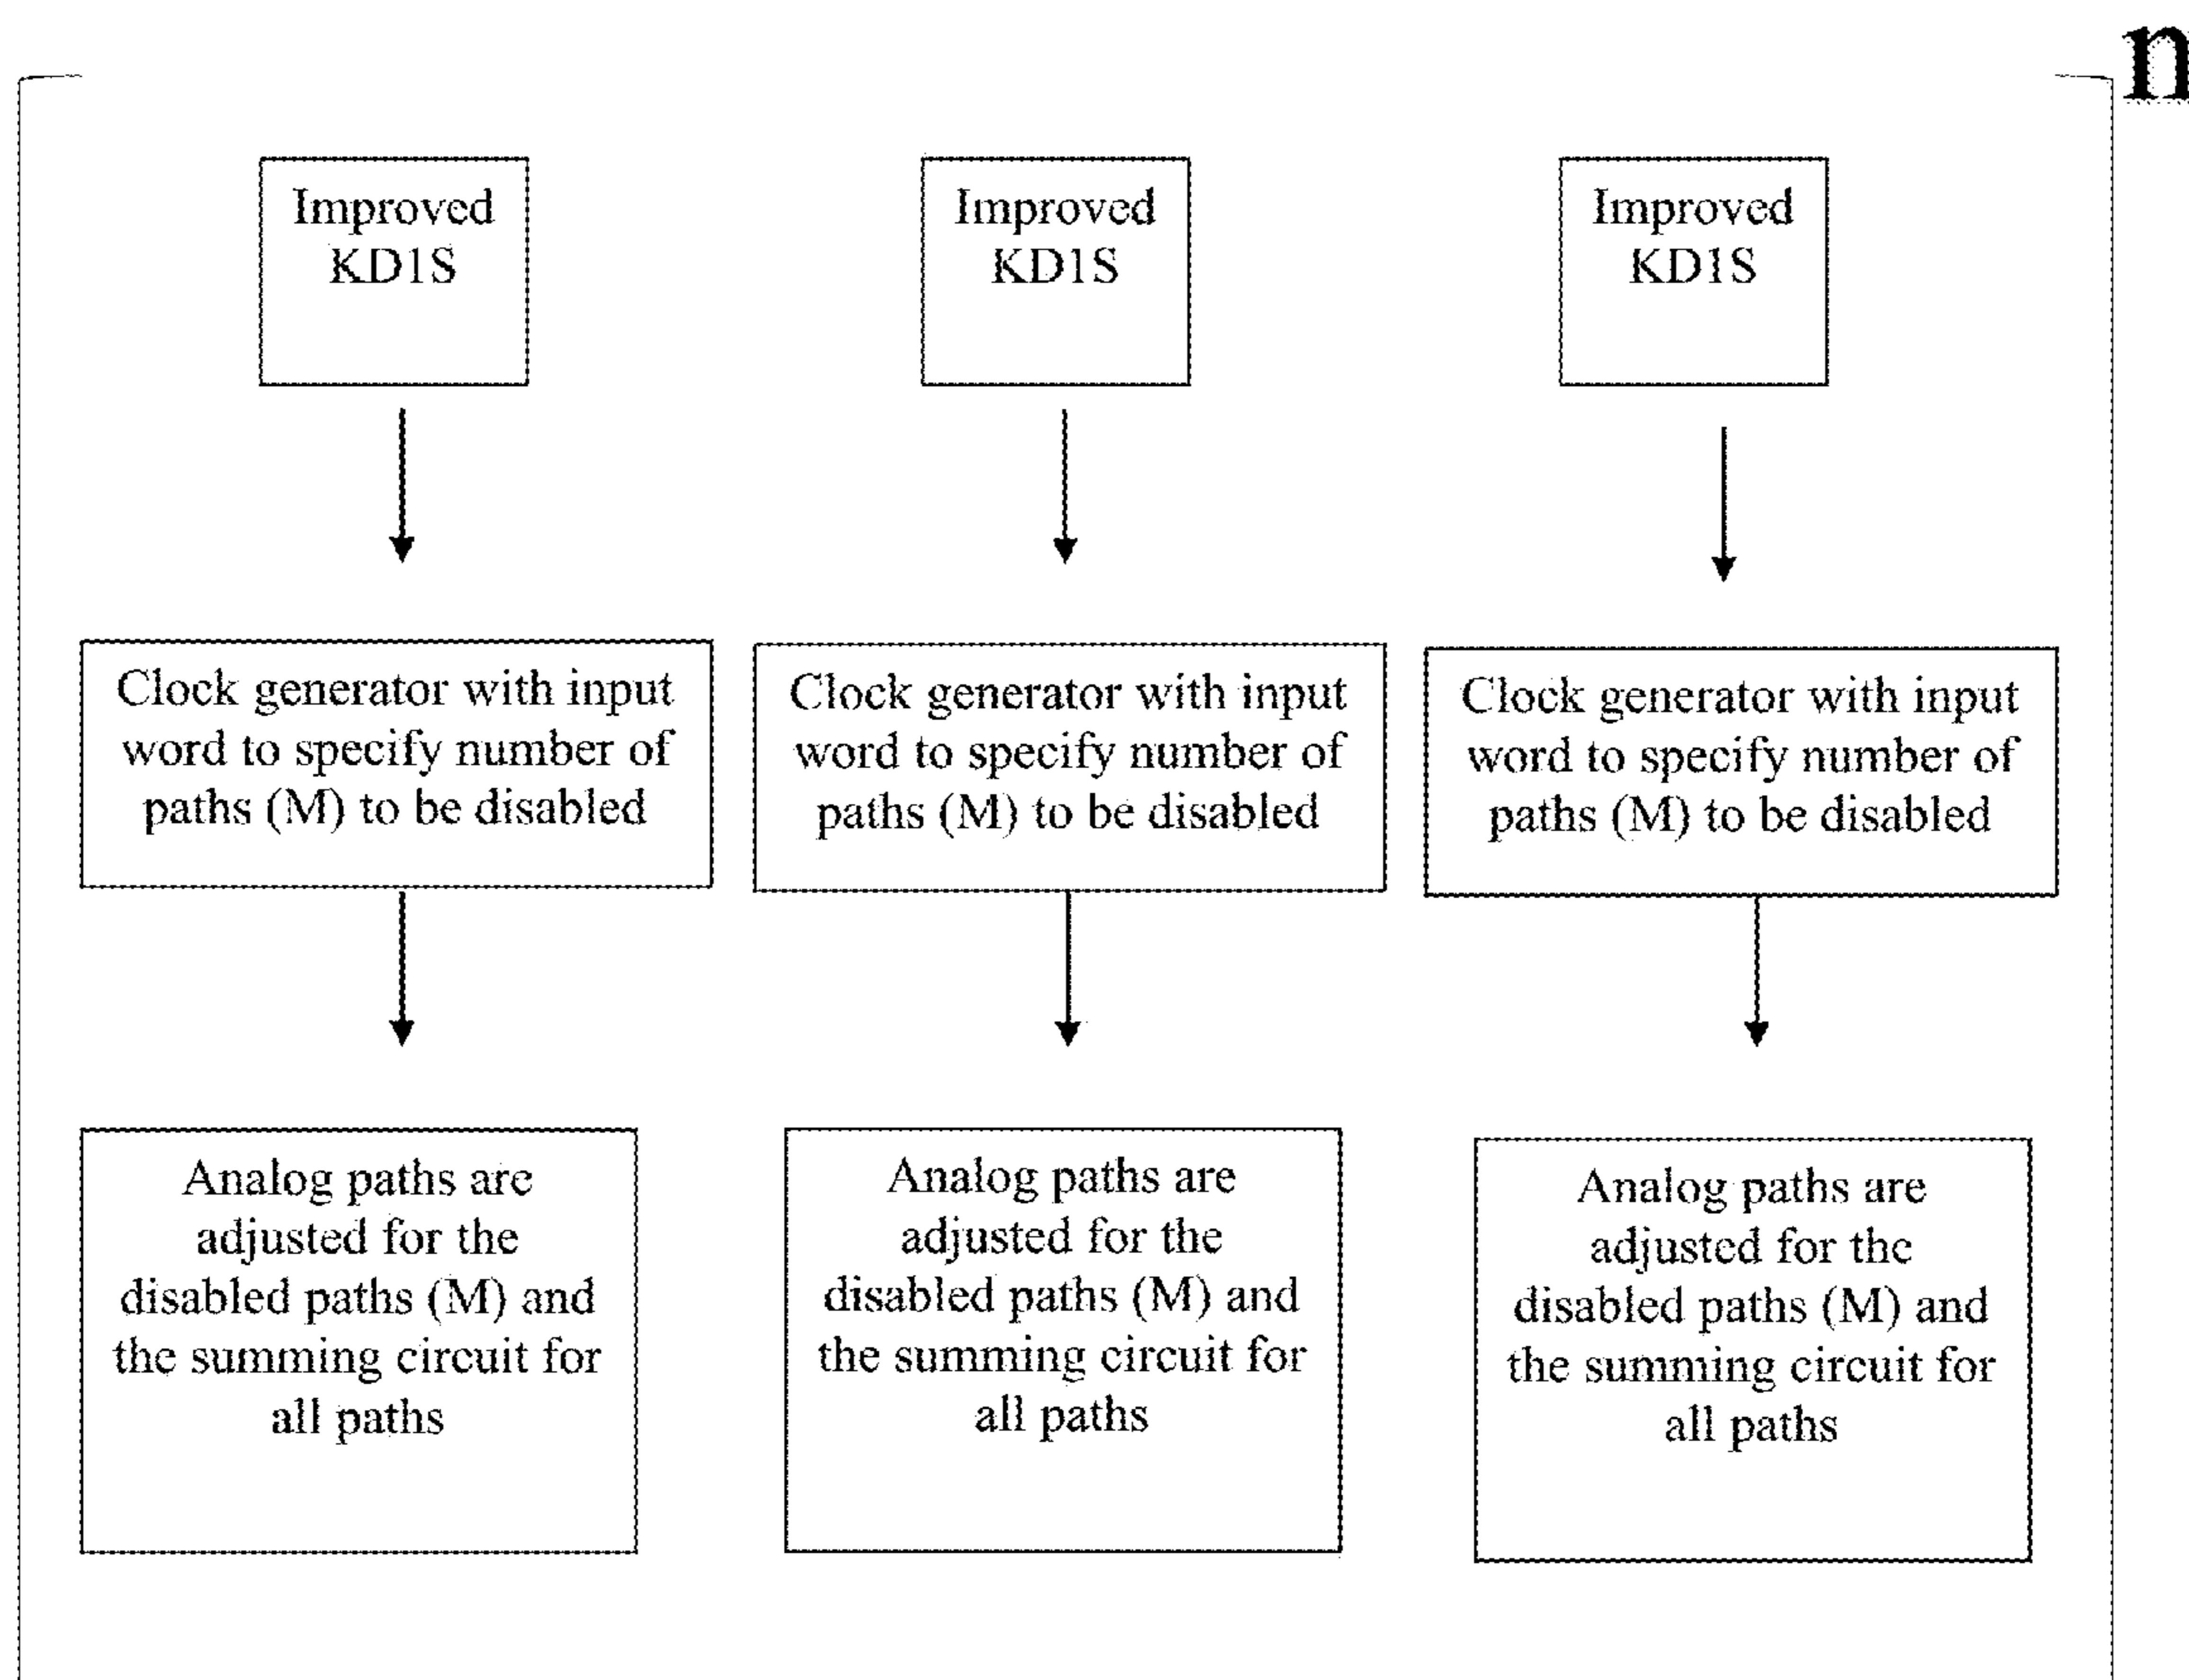 n
Improved
KD1S
Improved
KD1S
Improved
KD1S
Clock generator with input
word to specify number of
paths (M) to be disabled
Clock generator with input
word to specify number of
paths (M) to be disabled
Clock generator with input
word to specify number of
paths (M) to be disabled
Analog paths are
adjusted for the
disabled paths (M) and
the summing circuit for
all paths
Analog paths are
adjusted for the
disabled paths (M) and
the summing circuit for
all paths
Analog paths are
adjusted for the
disabled paths (M) and
the summing circuit for
all paths